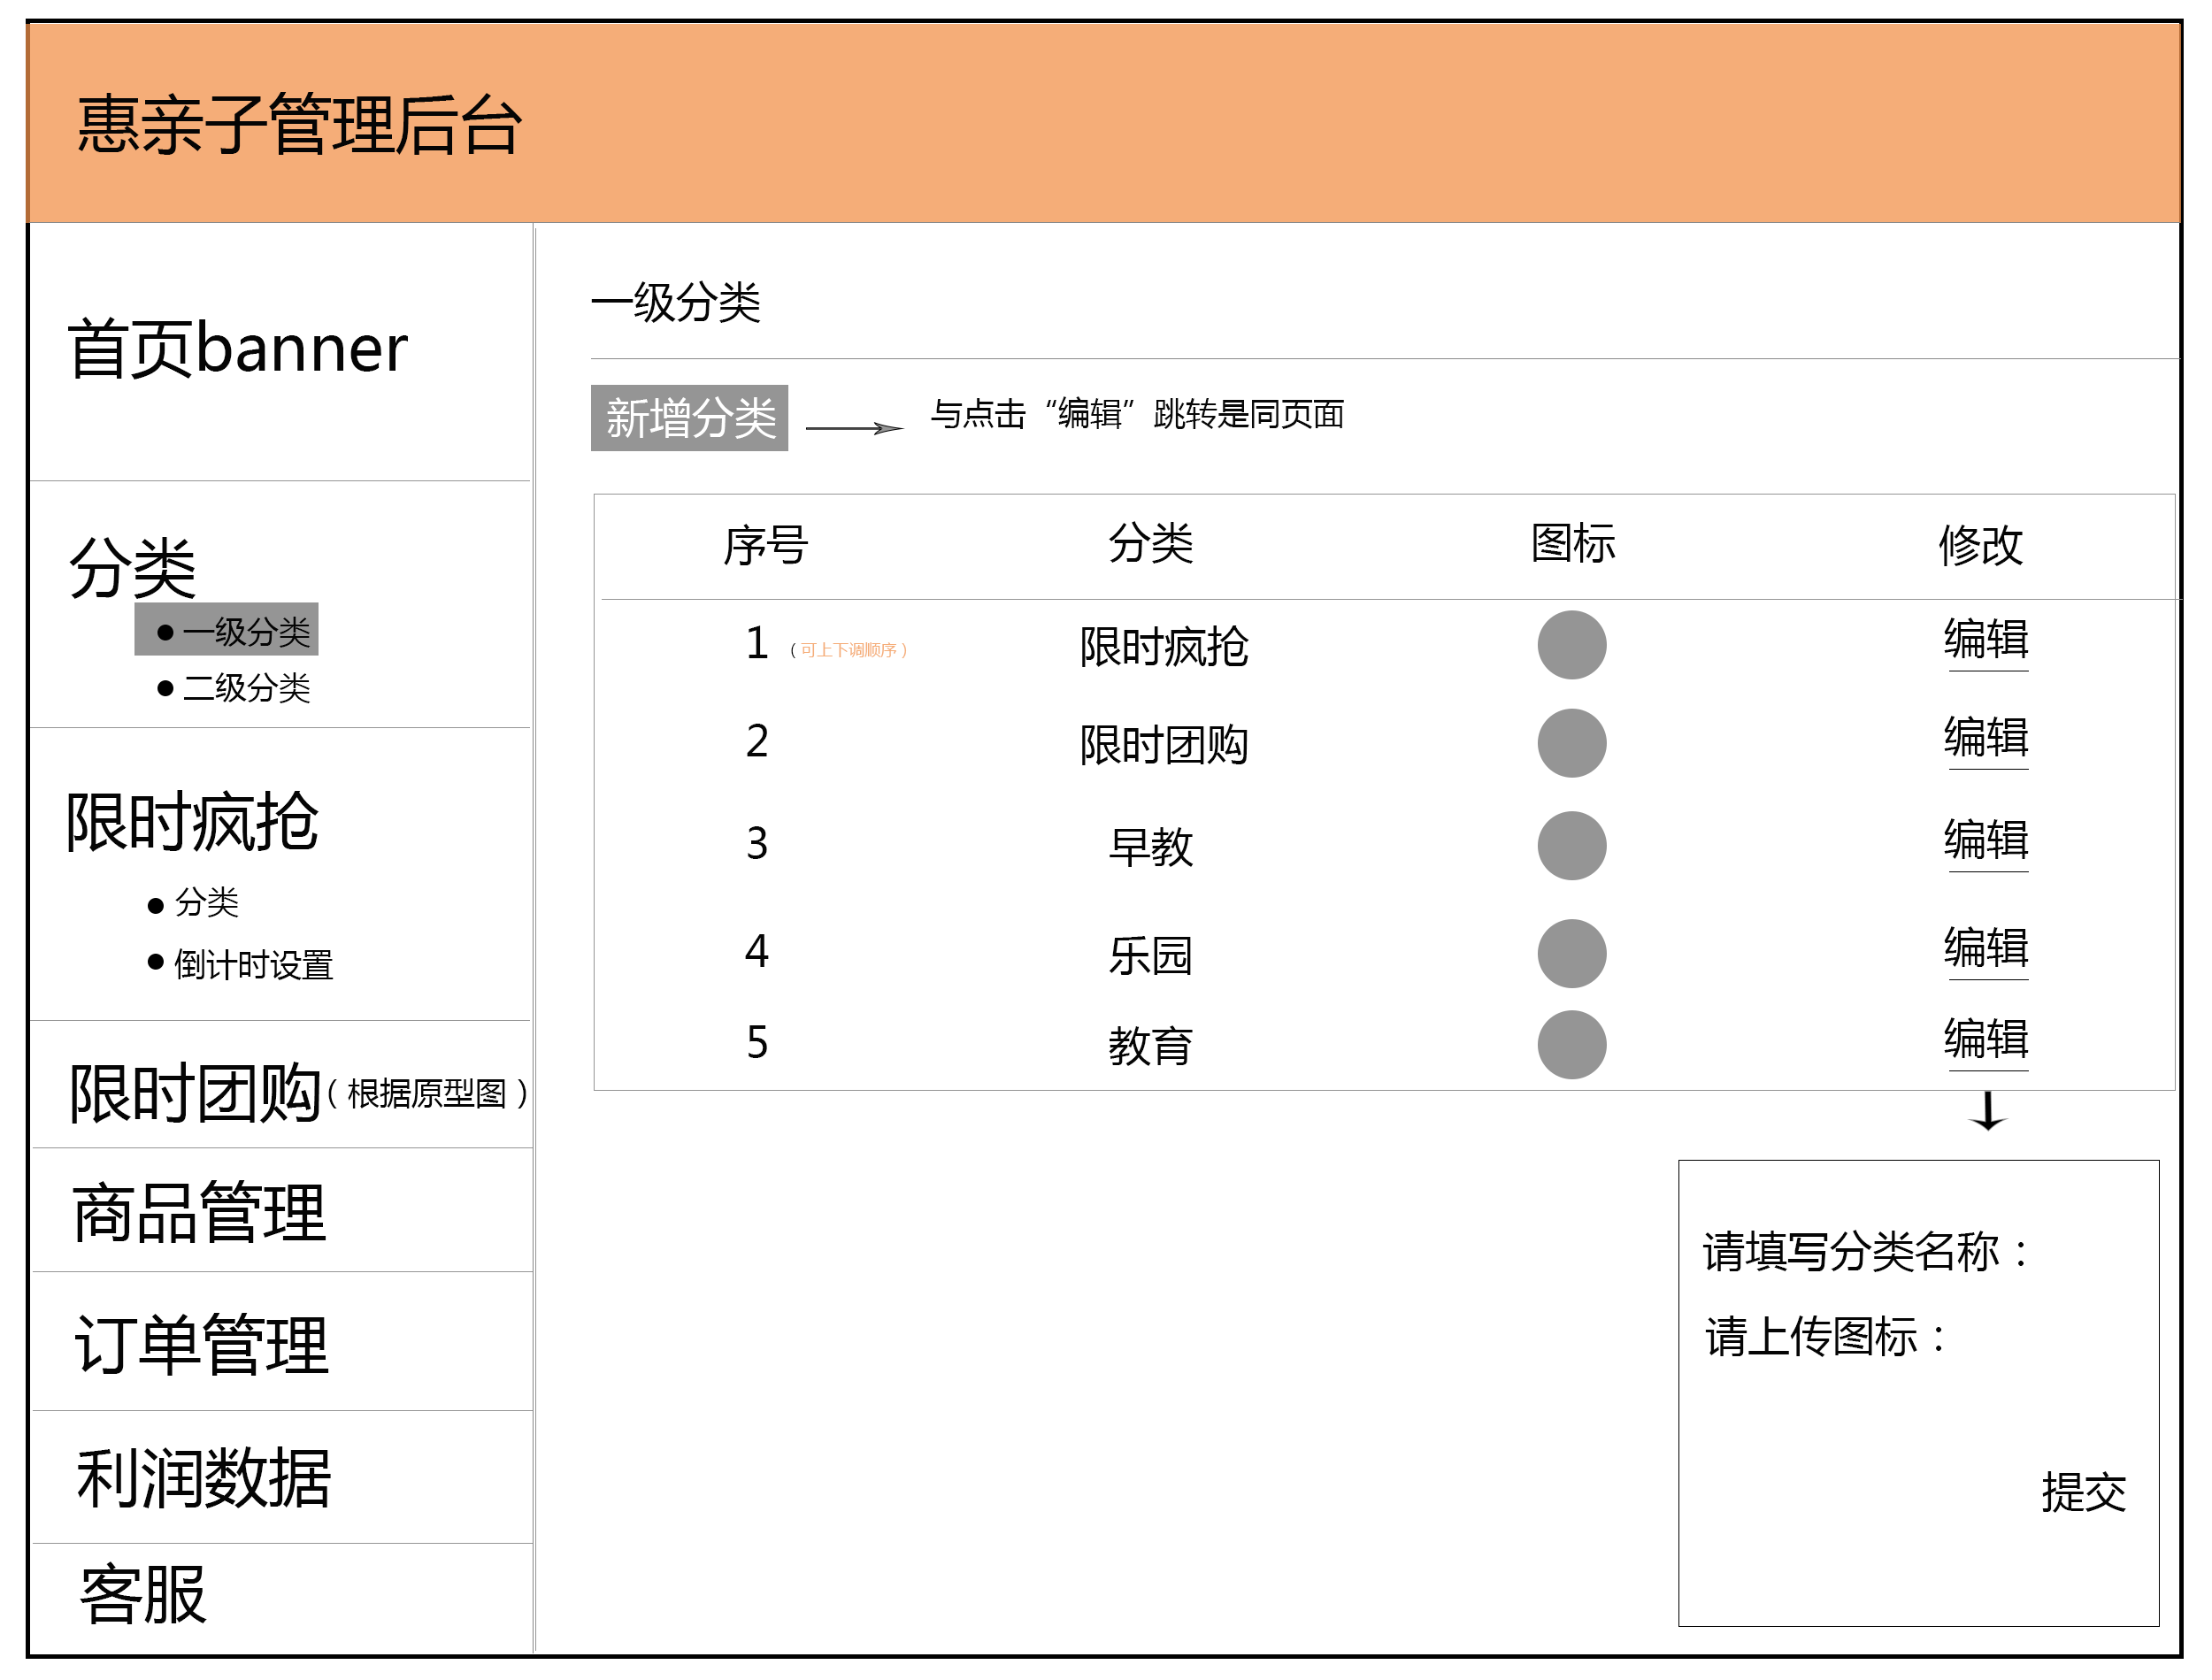 惠亲子管理后台
首页banner
分类
● 一级分类
● 二级分类
限时疯抢
● 分类
● 倒计时设置
限时团购（根据原型图）
商品管理
订单管理
利润数据
客服
一级分类
新增分类 与点击“编辑”跳转是同页面
序号 分类 图标 修改
1（可上下调顺序） 限时疯抢 编辑
2 限时团购 编辑
3 早教 编辑
4 乐园 编辑
5 教育 编辑
请填写分类名称：
请上传图标：
提交